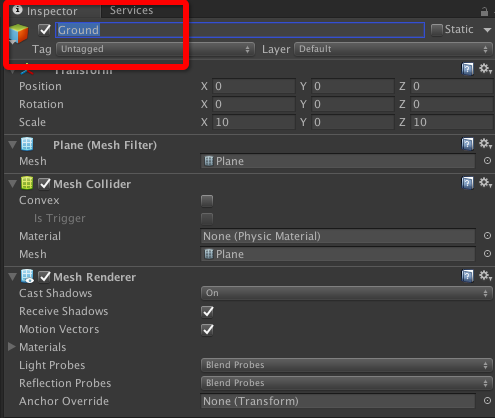 Inspector Services
Ground Static
Tag Untagged Layer Default
Transform
Position X 0 Y 0 Z 0
Rotation X 0 Y 0 Z 0
Scale X 10 Y 0 Z 10
Plane (Mesh Filter)
Mesh Plane
Mesh Collider
Convex
Is Trigger
Material None (Physic Material)
Mesh Plane
Mesh Renderer
Cast Shadows On
Receive Shadows
Motion Vectors
Materials
Light Probes Blend Probes
Reflection Probes Blend Probes
Anchor Override None (Transform)